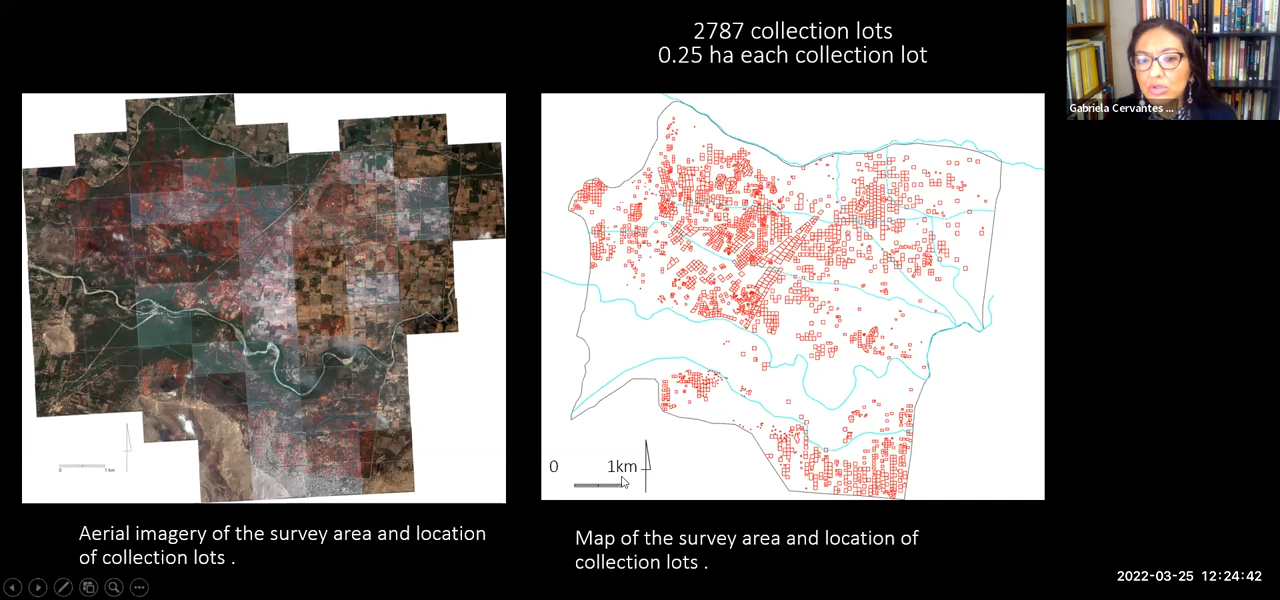 2787 collection lots
0.25 ha each collection lot
Gabriela Cervantes ...
0 1km
0 1km
Aerial imagery of the survey area and location
of collection lots .
Map of the survey area and location of
collection lots .
2022-03-25 12:24:42